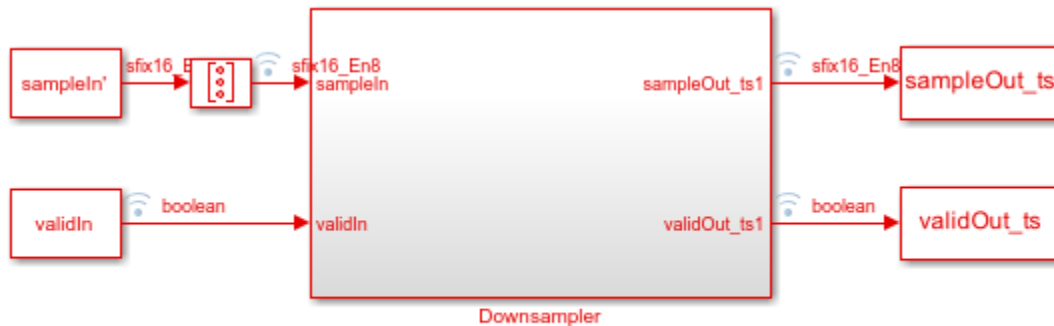 sampleIn'
sfix16_E
sfix16_En8
sampleIn
sampleOut_ts1
sfix16_En8
sampleOut_ts
validIn
boolean
validIn
validOut_ts1
boolean
validOut_ts
Downsampler